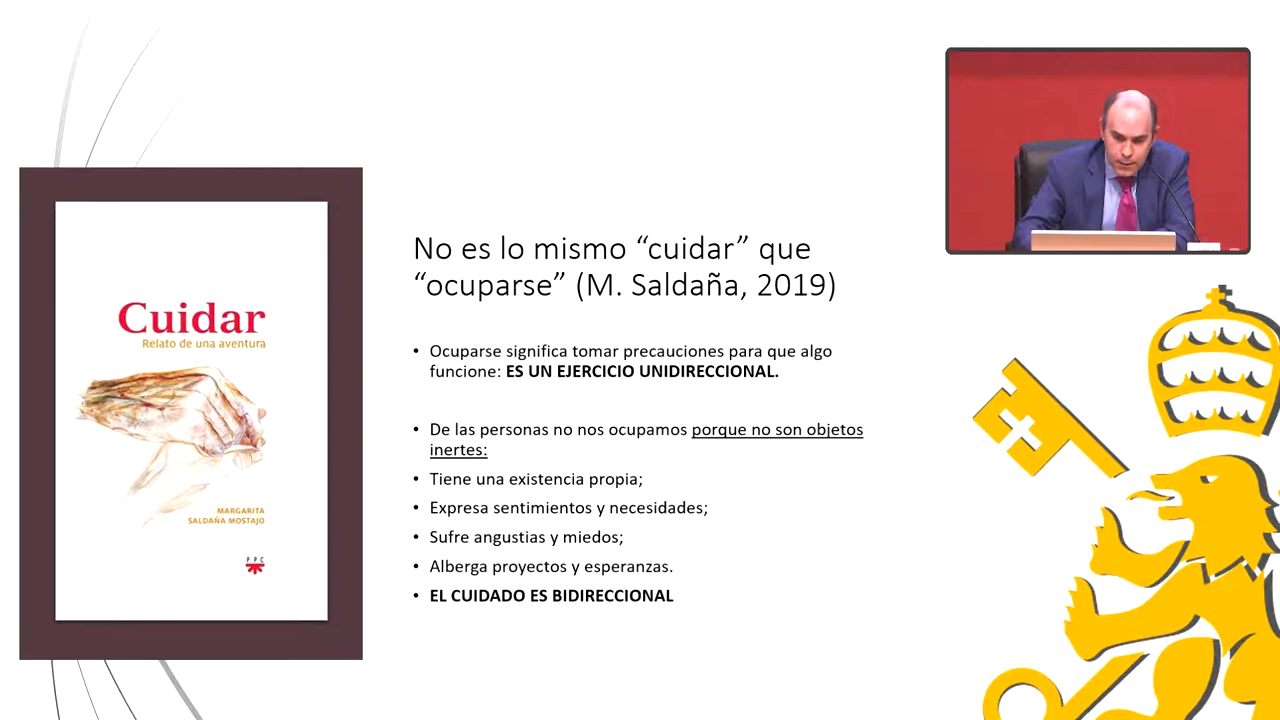 Cuidar
Relato de una aventura
MARGARITA
SALDAÑA MOSTAJO
PPC
No es lo mismo “cuidar” que
“ocuparse” (M. Saldaña, 2019)
• Ocuparse significa tomar precauciones para que algo
funcione: ES UN EJERCICIO UNIDIRECCIONAL.
• De las personas no nos ocupamos porque no son objetos
inertes:
• Tiene una existencia propia;
• Expresa sentimientos y necesidades;
• Sufre angustias y miedos;
• Alberga proyectos y esperanzas.
• EL CUIDADO ES BIDIRECCIONAL